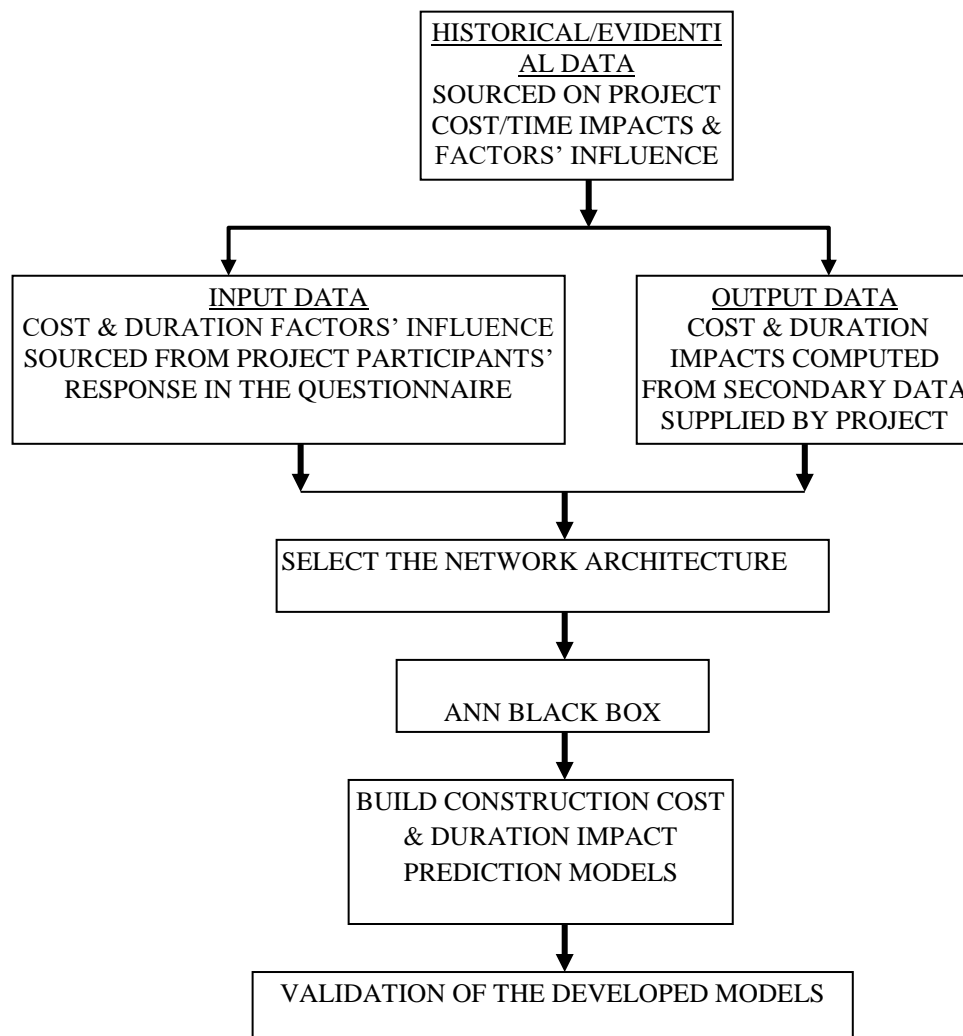 HISTORICAL/EVIDENTI
AL DATA
SOURCED ON PROJECT
COST/TIME IMPACTS &
FACTORS’ INFLUENCE
INPUT DATA
COST & DURATION FACTORS’ INFLUENCE
SOURCED FROM PROJECT PARTICIPANTS’
RESPONSE IN THE QUESTIONNAIRE
OUTPUT DATA
COST & DURATION
IMPACTS COMPUTED
FROM SECONDARY DATA
SUPPLIED BY PROJECT
SELECT THE NETWORK ARCHITECTURE
ANN BLACK BOX
BUILD CONSTRUCTION COST
& DURATION IMPACT
PREDICTION MODELS
VALIDATION OF THE DEVELOPED MODELS